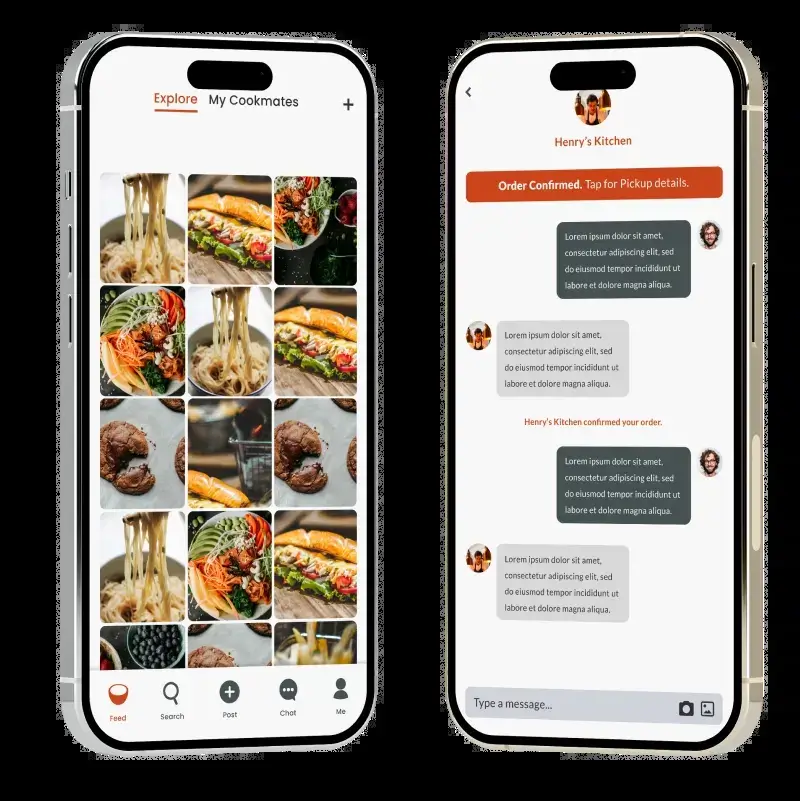 Explore My Cookmates +
Feed
Search
Post
Chat
Me
Henry's Kitchen
Order Confirmed. Tap for Pickup details.
Lorem ipsum dolor sit amet,
consectetur adipiscing elit, sed
do eiusmod tempor incididunt ut
labore et dolore magna aliqua.
Lorem ipsum dolor sit amet,
consectetur adipiscing elit, sed
do eiusmod tempor incididunt ut
labore et dolore magna aliqua.
Henry's Kitchen confirmed your order.
Lorem ipsum dolor sit amet,
consectetur adipiscing elit, sed
do eiusmod tempor incididunt ut
labore et dolore magna aliqua.
Lorem ipsum dolor sit amet,
consectetur adipiscing elit, sed
do eiusmod tempor incididunt ut
labore et dolore magna aliqua.
Type a message...